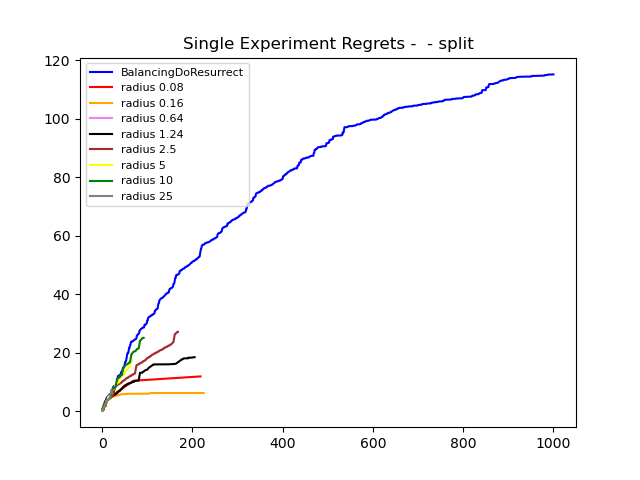 Single Experiment Regrets -  - split
BalancingDoResurrect
radius 0.08
radius 0.16
radius 0.64
radius 1.24
radius 2.5
radius 5
radius 10
radius 25
120
100
80
60
40
20
0
0 200 400 600 800 1000